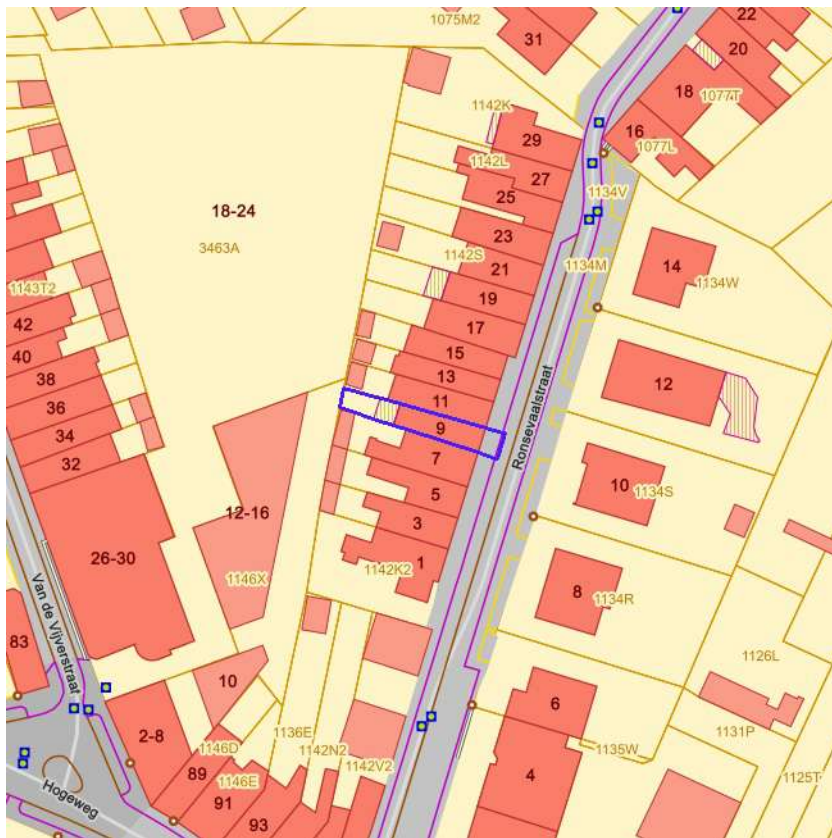 1075M2
22
31
20
18
1077T
1142K
16
29
1077L
1142L
27
1134V
25
18-24
23
3463A
1142S
21
1134M
14
1134W
1143T2
19
42
17
40
15
12
38
13
36
11
34
9
32
7
Ronsevaalstraat
10
1134S
5
12-16
3
26-30
1
1142K2
1146X
8
1134R
Van de Vijverstraat
83
1126L
10
6
2-8
1136E
1131P
1146D
1142N2
1135W
89
1146E
1142V2
4
1125T
Hogeweg
91
93